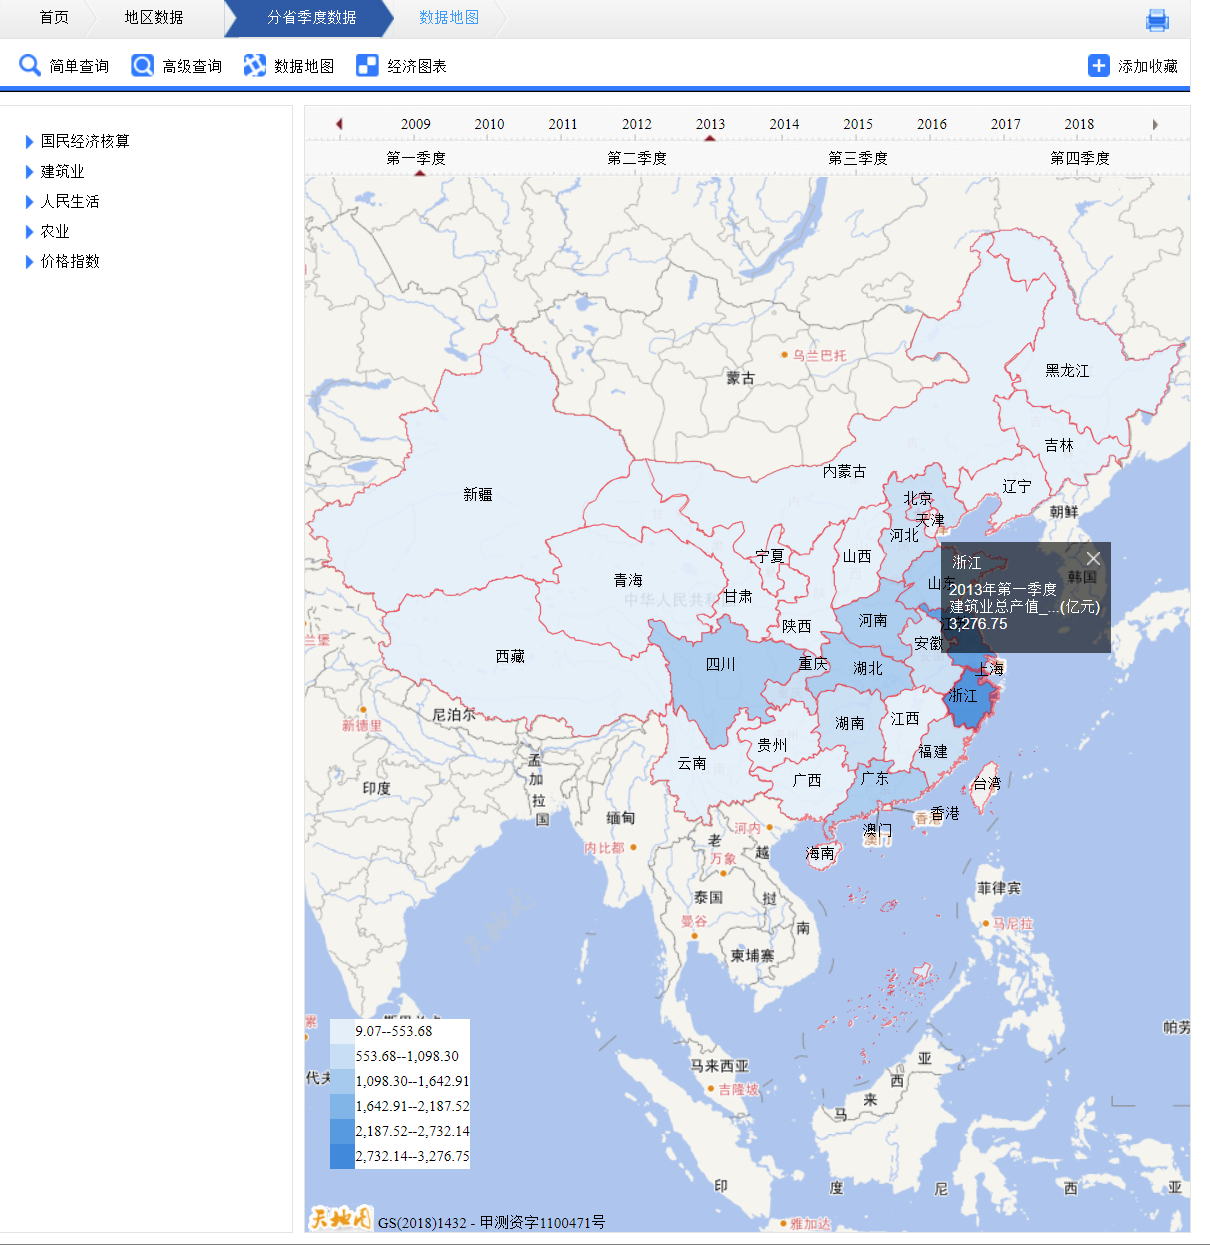 首页 地区数据 分省季度数据 数据地图
简单查询 高级查询 数据地图 经济图表 添加收藏
国民经济核算
建筑业
人民生活
农业
价格指数
2009 2010 2011 2012 2013 2014 2015 2016 2017 2018
第一季度 第二季度 第三季度 第四季度
乌兰巴托
蒙古
黑龙江
吉林
内蒙古
辽宁
新疆
北京
朝鲜
天津
河北
宁夏
山西
浙江
2013年第一季度
建筑业总产值_...(亿元)
3,276.75
韩国
山东
青海
甘肃
中华人民共和国
陕西
河南
安徽
西藏
四川
重庆
湖北
上海
浙江
尼泊尔
新德里
湖南
江西
贵州
福建
云南
孟
加
拉
国
印度
广西
广东
台湾
缅甸
香港
香港
澳门
澳门
河内
内比都
老
越
万象
海南
泰国
挝
菲律宾
曼谷
南
马尼拉
柬埔寨
帕劳
马来西亚
吉隆坡
亚
西
来
马
9.07--553.68
553.68--1,098.30
1,098.30--1,642.91
1,642.91--2,187.52
2,187.52--2,732.14
2,732.14--3,276.75
印 度 尼 西 亚
天地图 GS(2018)1432 - 甲测资字1100471号
雅加达